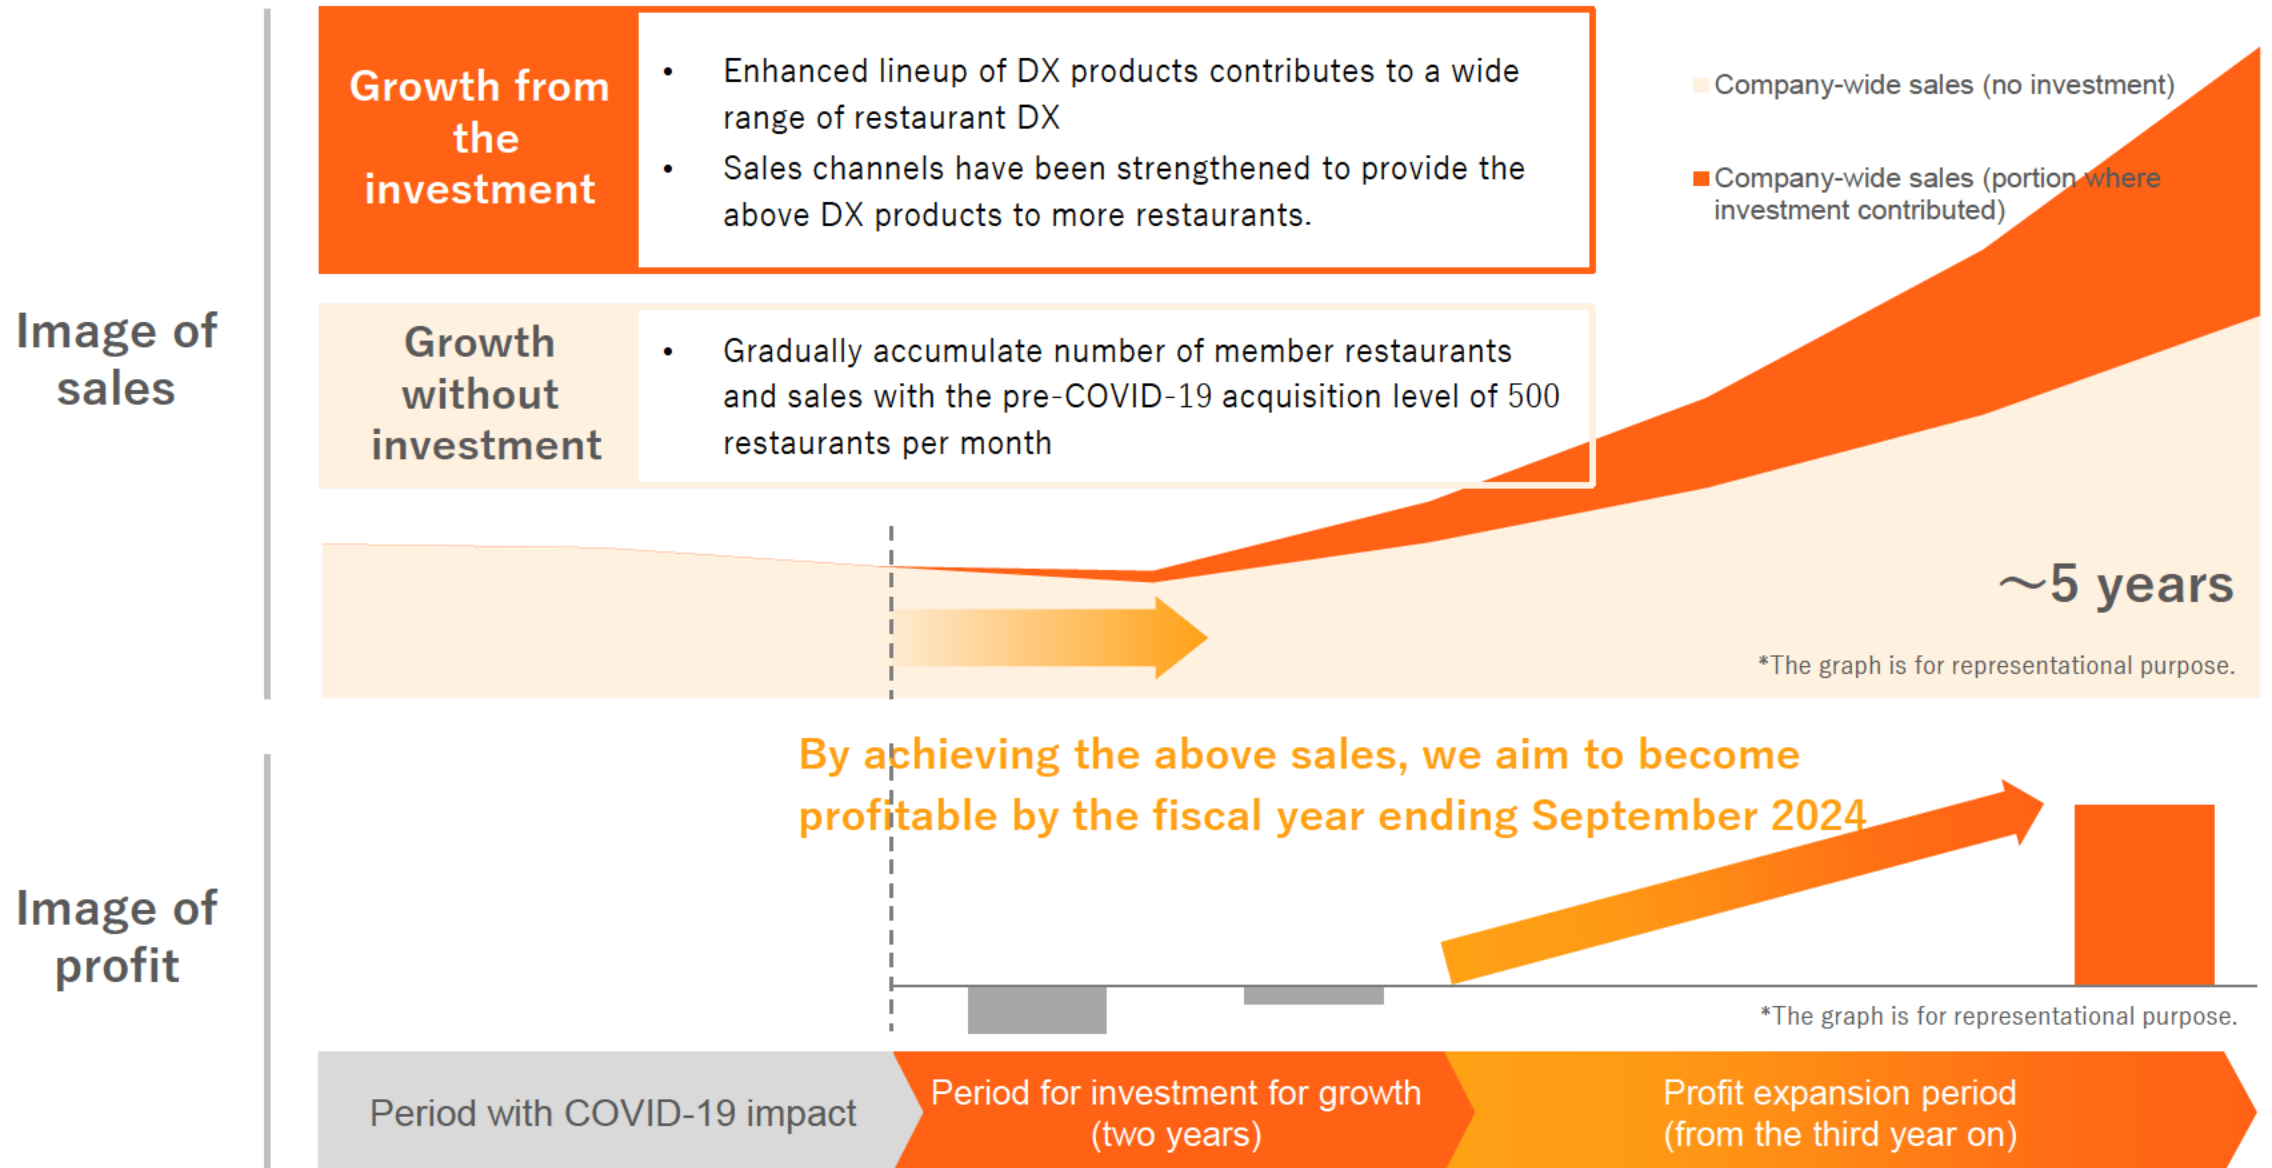 Image of
sales
Growth from
the
investment
• Enhanced lineup of DX products contributes to a wide
range of restaurant DX
• Sales channels have been strengthened to provide the
above DX products to more restaurants.
Company-wide sales (no investment)
Company-wide sales (portion where
investment contributed)
Growth
without
investment
• Gradually accumulate number of member restaurants
and sales with the pre-COVID-19 acquisition level of 500
restaurants per month
～5 years
*The graph is for representational purpose.
Image of
profit
By achieving the above sales, we aim to become
profitable by the fiscal year ending September 2024
*The graph is for representational purpose.
Period with COVID-19 impact
Period for investment for growth
(two years)
Profit expansion period
(from the third year on)